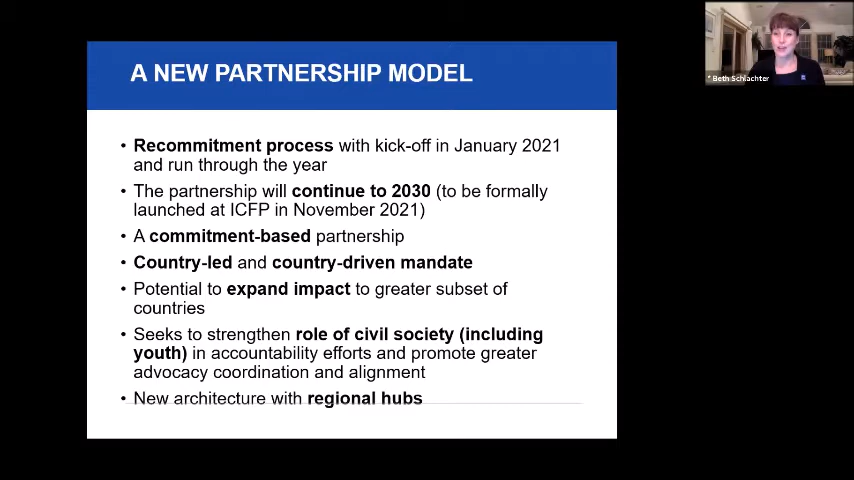 A NEW PARTNERSHIP MODEL
• Recommitment process with kick-off in January 2021
and run through the year
• The partnership will continue to 2030 (to be formally
launched at ICFP in November 2021)
• A commitment-based partnership
• Country-led and country-driven mandate
• Potential to expand impact to greater subset of
countries
• Seeks to strengthen role of civil society (including
youth) in accountability efforts and promote greater
advocacy coordination and alignment
• New architecture with regional hubs
* Beth Schlachter